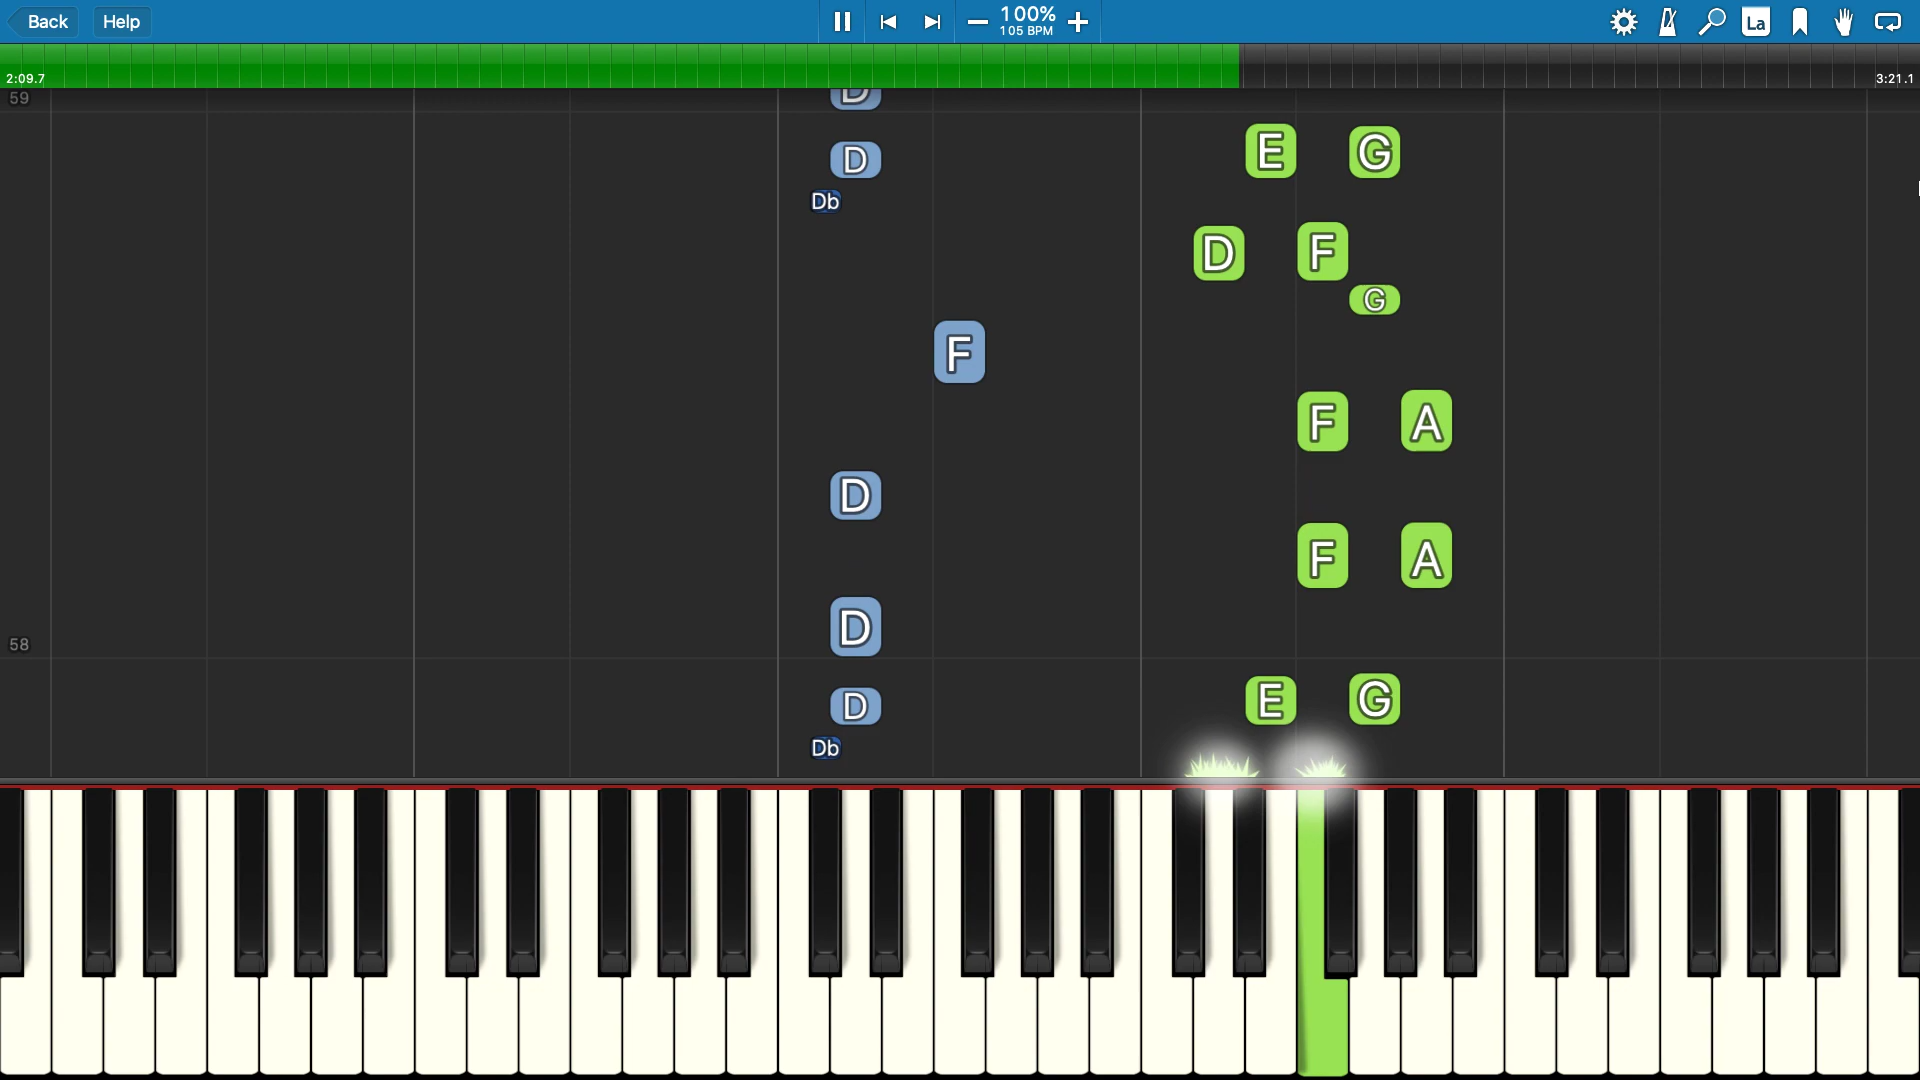 Back Help 100% La
105 BPM
2:09.7 3:21.1
59 D
E G
D
Db
D F
G
F
F A
D
F A
D
58
E G
D
Db